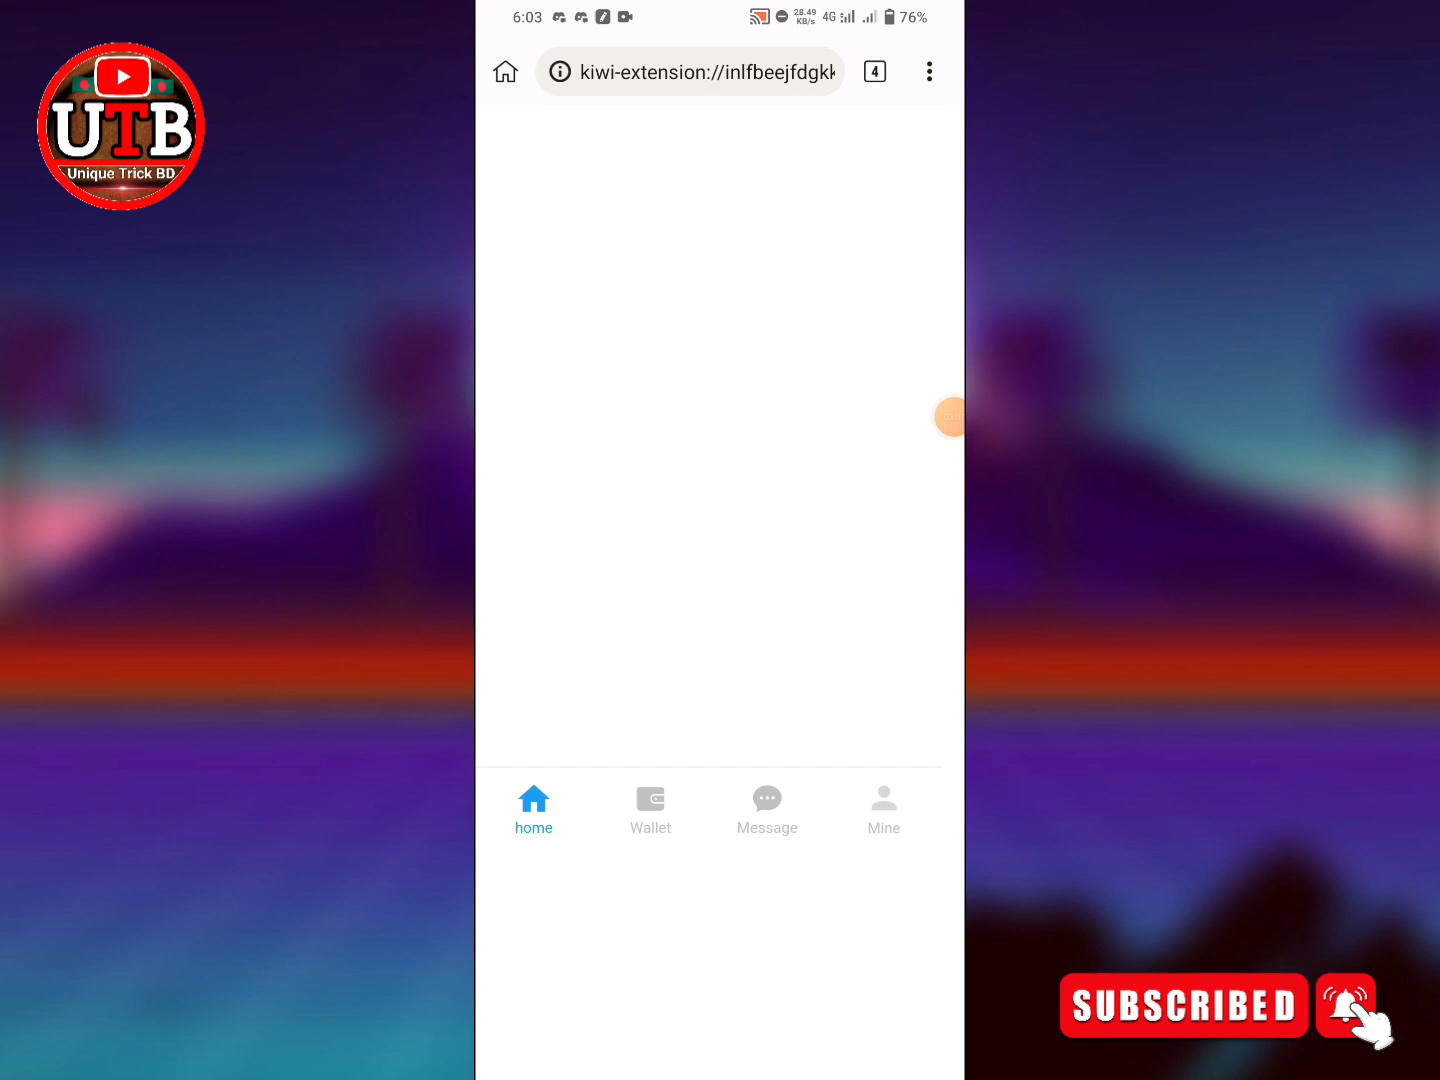 6:03
28.49
KB/s
4G
76%
kiwi-extension://inlfbeejfdgkk
4
UTB
Unique Trick BD
home
Wallet
Message
Mine
SUBSCRIBED